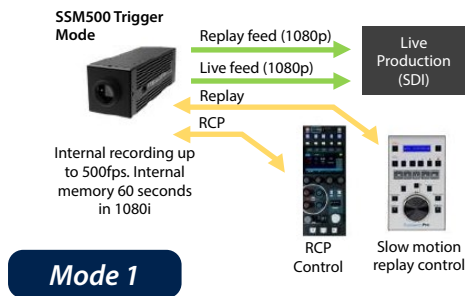 SSM500 Trigger
Mode
Replay feed (1080p)
Live feed (1080p)
Replay
RCP
Live
Production
(SDI)
Internal recording up
to 500fps. Internal
memory 60 seconds
in 1080i
RCP
Control
Slow motion
replay control
Mode 1